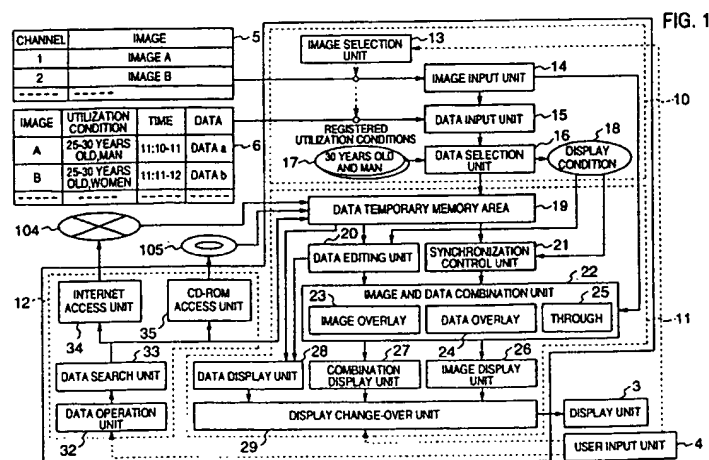 FIG. 1
CHANNEL IMAGE 5
1 IMAGE A
2 IMAGE B
IMAGE SELECTION UNIT 13
IMAGE INPUT UNIT 14
10
DATA INPUT UNIT 15
IMAGE UTILIZATION CONDITION TIME DATA
A 25-30 YEARS OLD,MAN 11:10-11 DATA a 6
B 25-30 YEARS OLD,WOMEN 11:11-12 DATA b
REGISTERED UTILIZATION CONDITIONS
17 30 YEARS OLD AND MAN
DATA SELECTION UNIT 16
DISPLAY CONDITION 18
DATA TEMPORARY MEMORY AREA 19
104
105
20
DATA EDITING UNIT
SYNCHRONIZATION CONTROL UNIT 21
22
IMAGE AND DATA COMBINATION UNIT
23 IMAGE OVERLAY
DATA OVERLAY 24
THROUGH 25
11
12
INTERNET ACCESS UNIT 34
CD-ROM ACCESS UNIT 35
33
DATA SEARCH UNIT
DATA OPERATION UNIT
32
DATA DISPLAY UNIT 28
COMBINATION DISPLAY UNIT 27
IMAGE DISPLAY UNIT 26
DISPLAY CHANGE-OVER UNIT
29
DISPLAY UNIT 3
USER INPUT UNIT 4